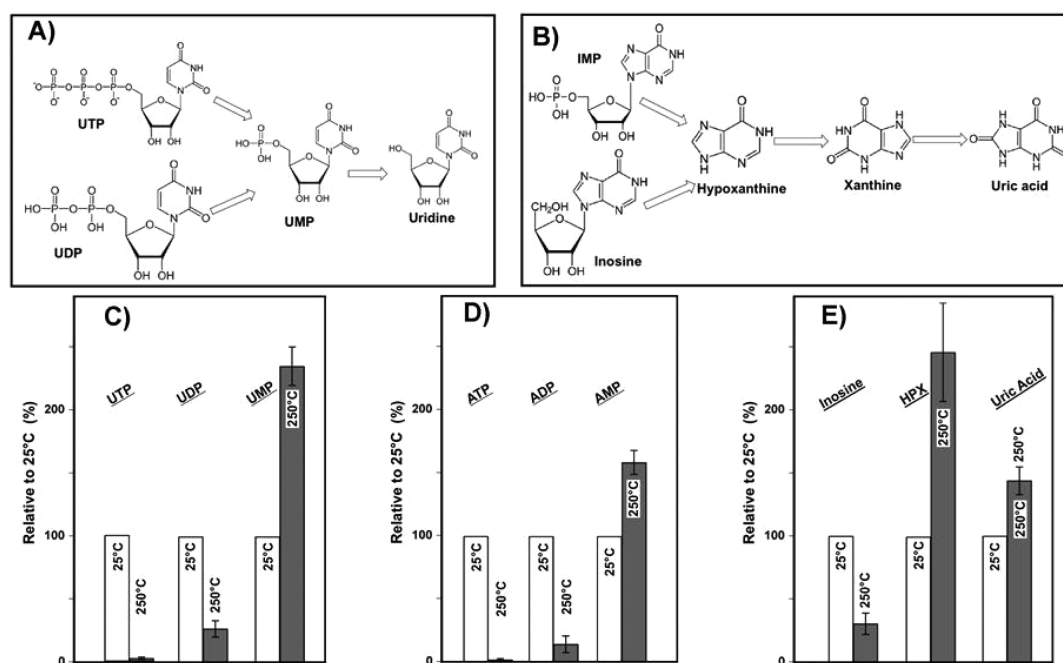 A)
UTP
UDP
UMP
Uridine
B)
IMP
Inosine
Hypoxanthine
Xanthine
Uric acid
C)
Relative to 25°C (%)
200
100
0
UTP
UDP
UMP
25°C
250°C
25°C
250°C
25°C
250°C
D)
Relative to 25°C (%)
200
100
0
ATP
ADP
AMP
25°C
250°C
25°C
250°C
25°C
250°C
E)
Relative to 25°C (%)
200
100
0
Inosine
HPX
Uric Acid
25°C
250°C
25°C
250°C
25°C
250°C
250°C